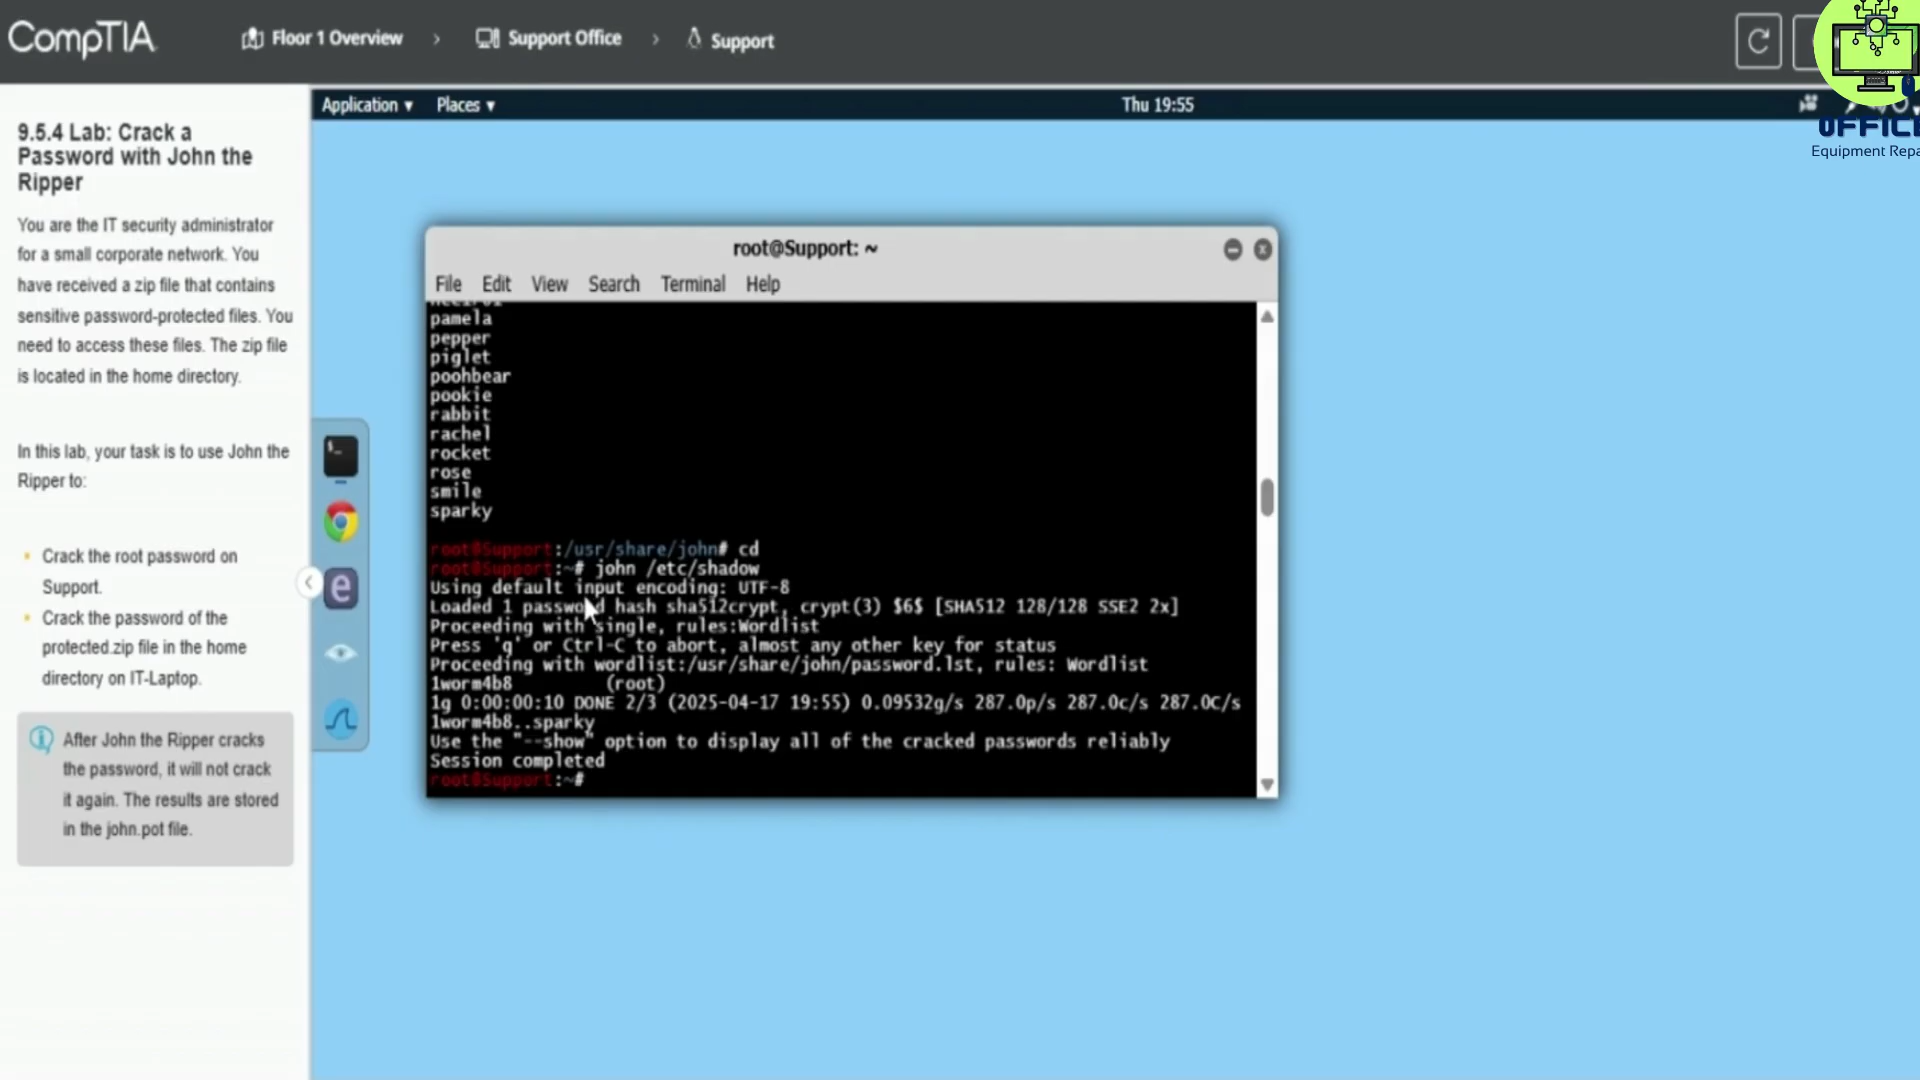 CompTIA
Floor 1 Overview > Support Office > Support
Application ▾ Places ▾ Thu 19:55
OFFICE
Equipment Repa
9.5.4 Lab: Crack a
Password with John the
Ripper
You are the IT security administrator
for a small corporate network. You
have received a zip file that contains
sensitive password-protected files. You
need to access these files. The zip file
is located in the home directory.
In this lab, your task is to use John the
Ripper to:
Crack the root password on
Support.
Crack the password of the
protected.zip file in the home
directory on IT-Laptop.
After John the Ripper cracks
the password, it will not crack
it again. The results are stored
in the john.pot file.
root@Support: ~
File Edit View Search Terminal Help
pamela
pepper
piglet
poohbear
pookie
rabbit
rachel
rocket
rose
smile
sparky
root@Support:/usr/share/john# cd
root@Support:~# john /etc/shadow
Using default input encoding: UTF-8
Loaded 1 password hash sha512crypt, crypt(3) $6$ [SHA512 128/128 SSE2 2x]
Proceeding with single, rules:Wordlist
Press 'q' or Ctrl-C to abort, almost any other key for status
Proceeding with wordlist:/usr/share/john/password.lst, rules: Wordlist
1worm4b8 (root)
1g 0:00:00:10 DONE 2/3 (2025-04-17 19:55) 0.09532g/s 287.0p/s 287.0c/s 287.0C/s
1worm4b8..sparky
Use the "--show" option to display all of the cracked passwords reliably
Session completed
root@Support:~#